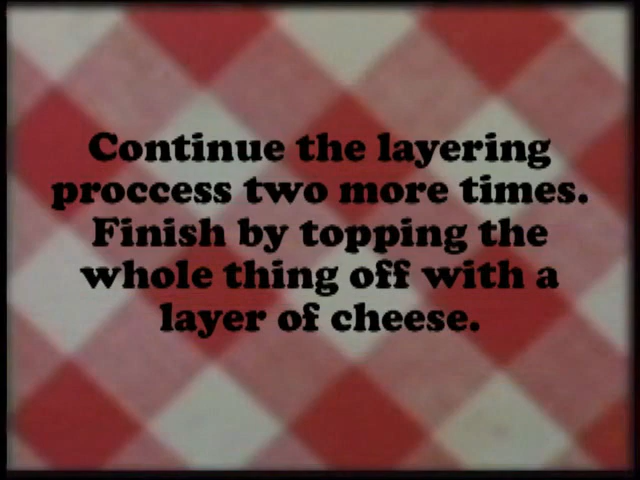 Continue the layering
proccess two more times.
Finish by topping the
whole thing off with a
layer of cheese.